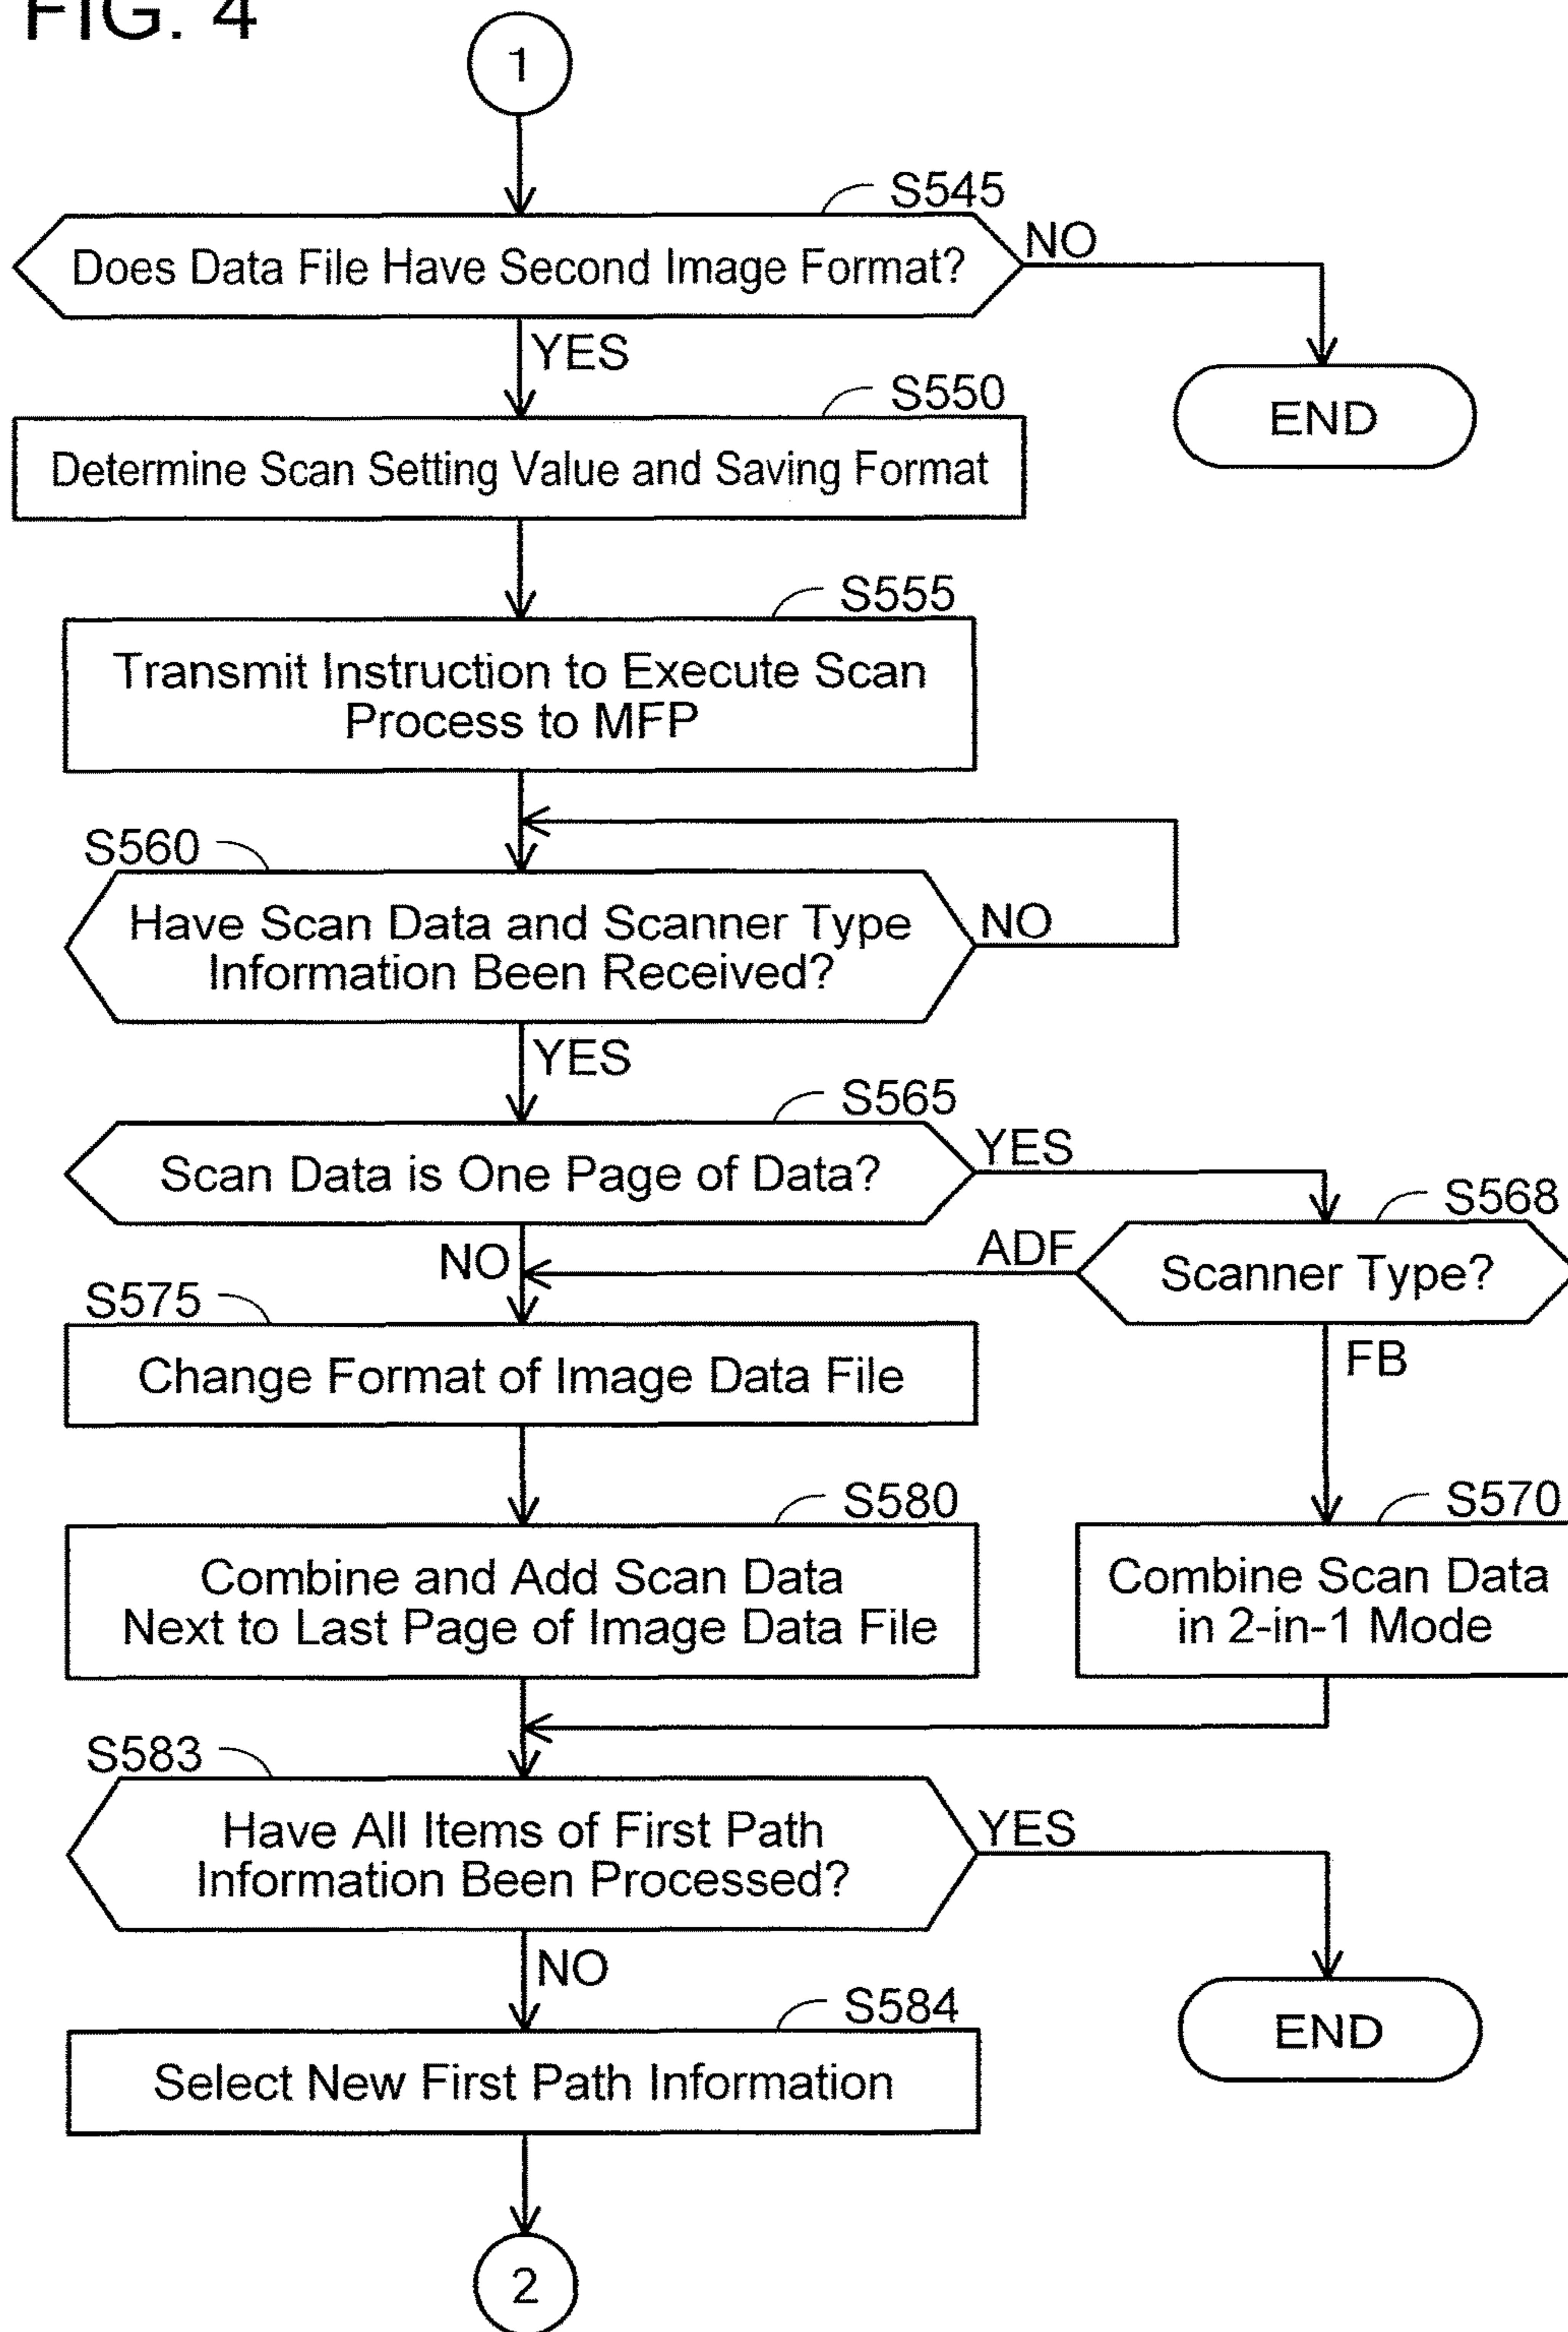 FIG. 4
1
S545
Does Data File Have Second Image Format?
NO
YES
END
S550
Determine Scan Setting Value and Saving Format
S555
Transmit Instruction to Execute Scan
Process to MFP
S560
Have Scan Data and Scanner Type
Information Been Received?
NO
YES
S565
Scan Data is One Page of Data?
YES
S568
Scanner Type?
ADF
NO
FB
S575
Change Format of Image Data File
S580
Combine and Add Scan Data
Next to Last Page of Image Data File
S570
Combine Scan Data
in 2-in-1 Mode
S583
Have All Items of First Path
Information Been Processed?
YES
NO
END
S584
Select New First Path Information
2